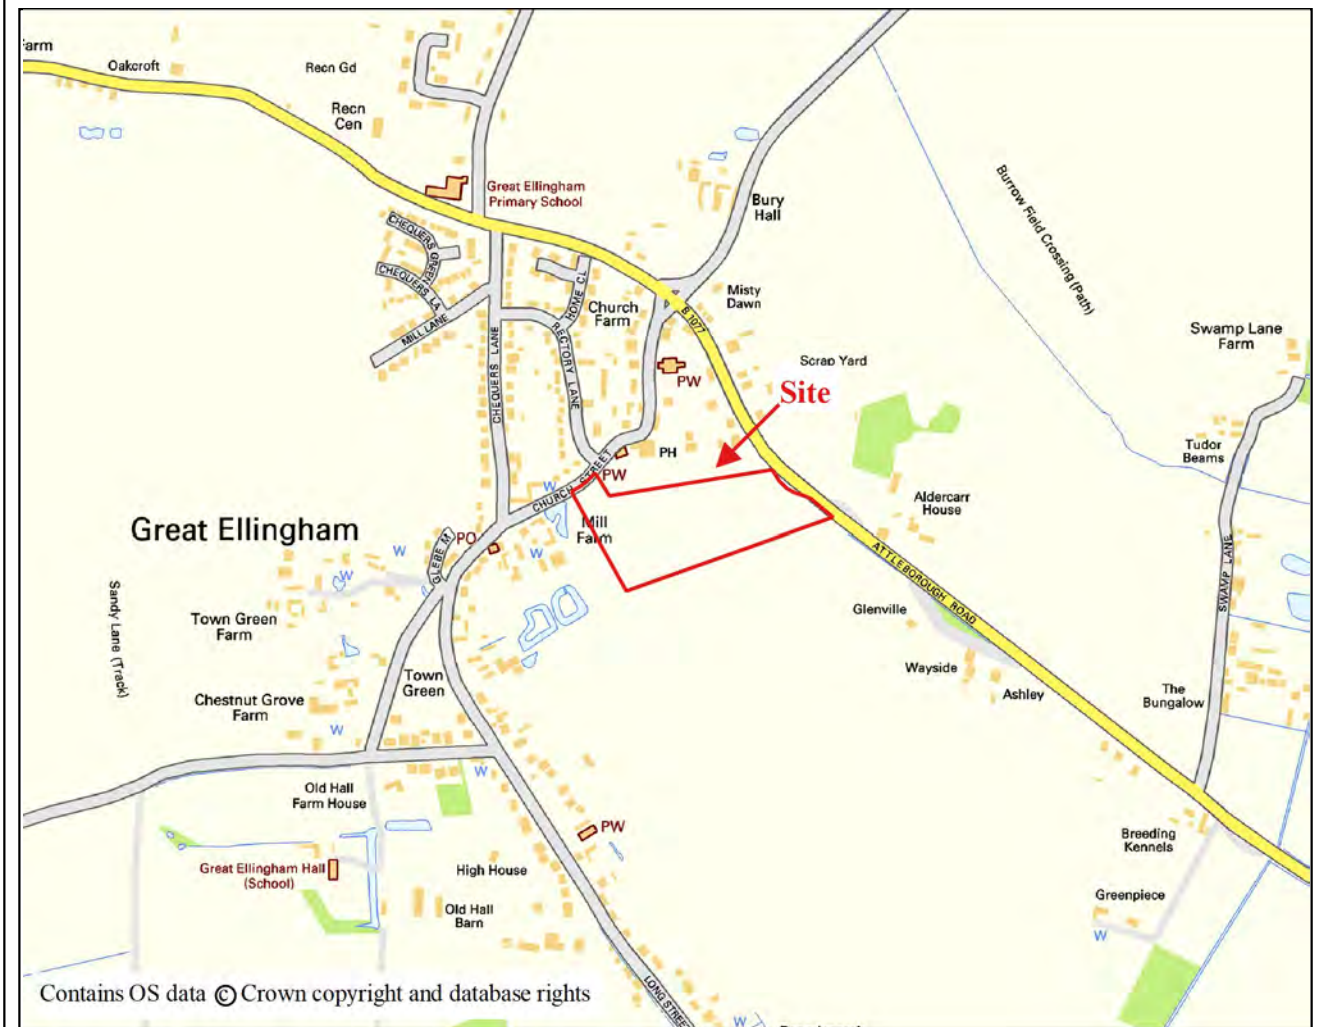 arm
Oakcroft
Recn Gd
Recn
Cen
Great Ellingham
Primary School
Bury
Hall
Burrow Field Crossing (Path)
CHEQUERS GREEN
CHEQUERS LA
MILL LANE
HOME CL
Church
Farm
Misty
Dawn
B 1077
Swamp Lane
Farm
CHEQUERS LANE
RECTORY LANE
PW
Scrap Yard
Site
PH
Tudor
Beams
PW
W
CHURCH STREET
Aldercarr
House
Great Ellingham
Mill
Farm
PO
W
W
GLEBE M
W
ATTLEBOROUGH ROAD
SWAMP LANE
Sandy Lane (Track)
Town Green
Farm
Glenville
Wayside
Ashley
Town
Green
The
Bungalow
Chestnut Grove
Farm
W
W
Old Hall
Farm House
PW
Breeding
Kennels
Great Ellingham Hall
(School)
High House
Greenpiece
Old Hall
Barn
W
LONG STREET
W
Contains OS data © Crown copyright and database rights